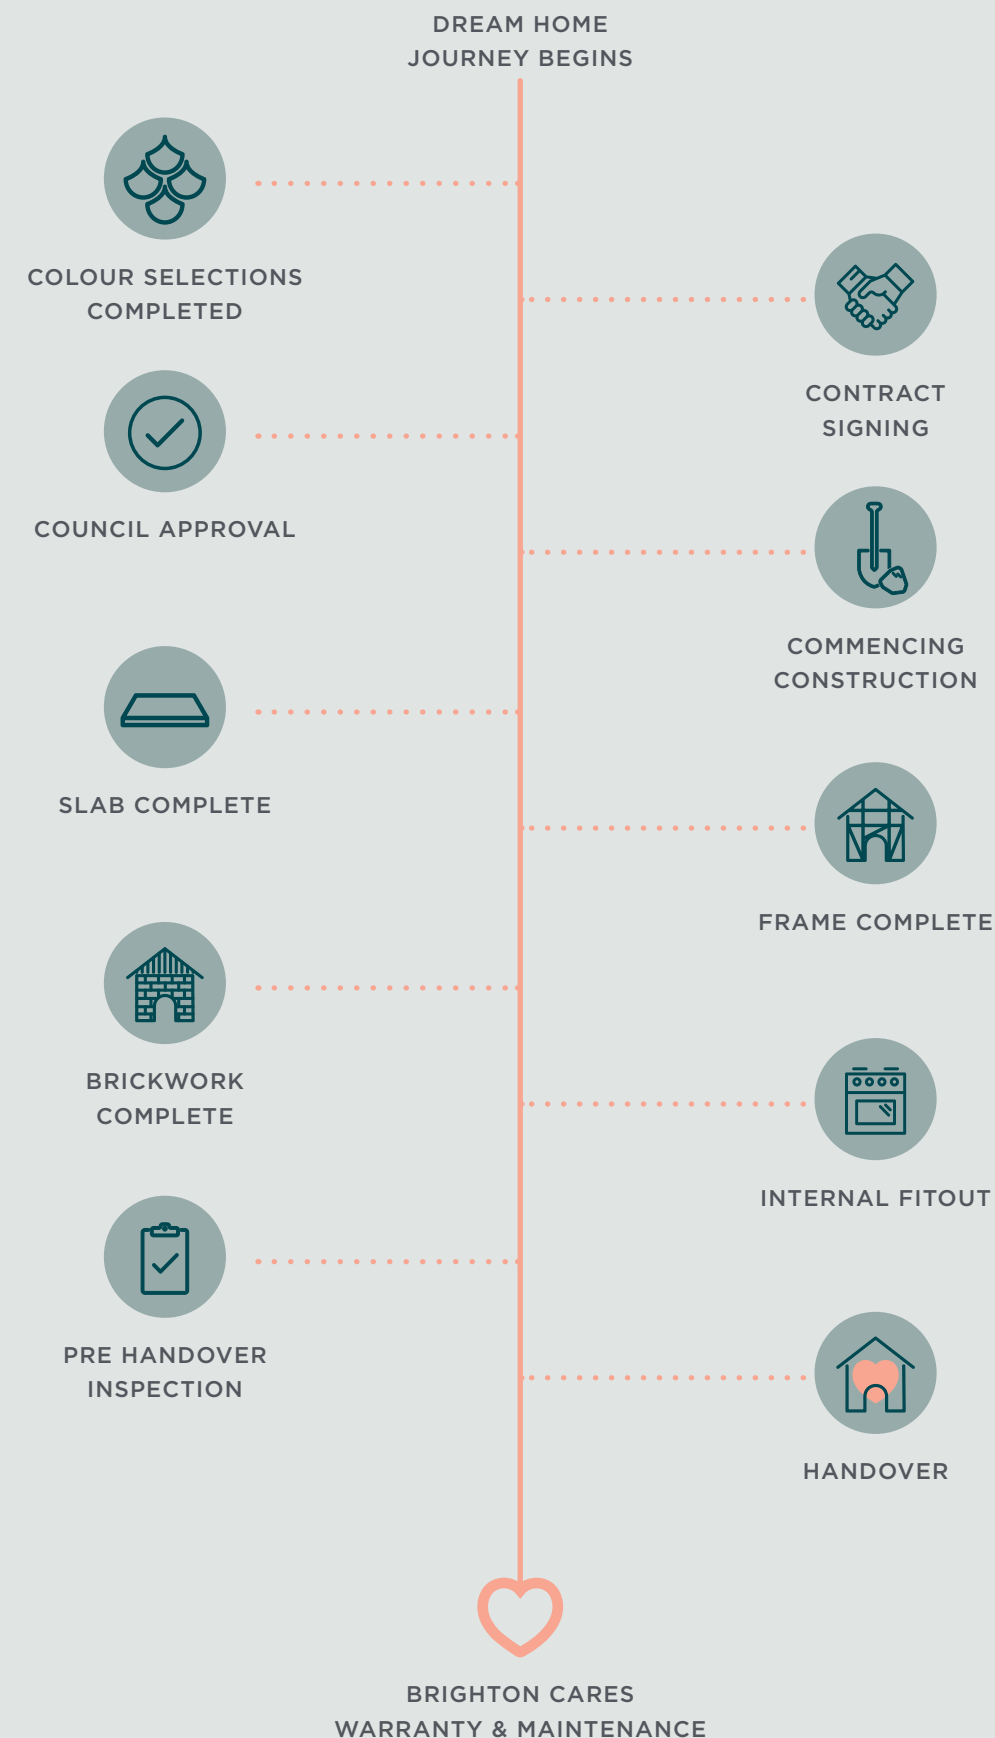 DREAM HOME
JOURNEY BEGINS
COLOUR SELECTIONS
COMPLETED
CONTRACT
SIGNING
COUNCIL APPROVAL
COMMENCING
CONSTRUCTION
SLAB COMPLETE
FRAME COMPLETE
BRICKWORK
COMPLETE
INTERNAL FITOUT
PRE HANDOVER
INSPECTION
HANDOVER
BRIGHTON CARES
WARRANTY & MAINTENANCE